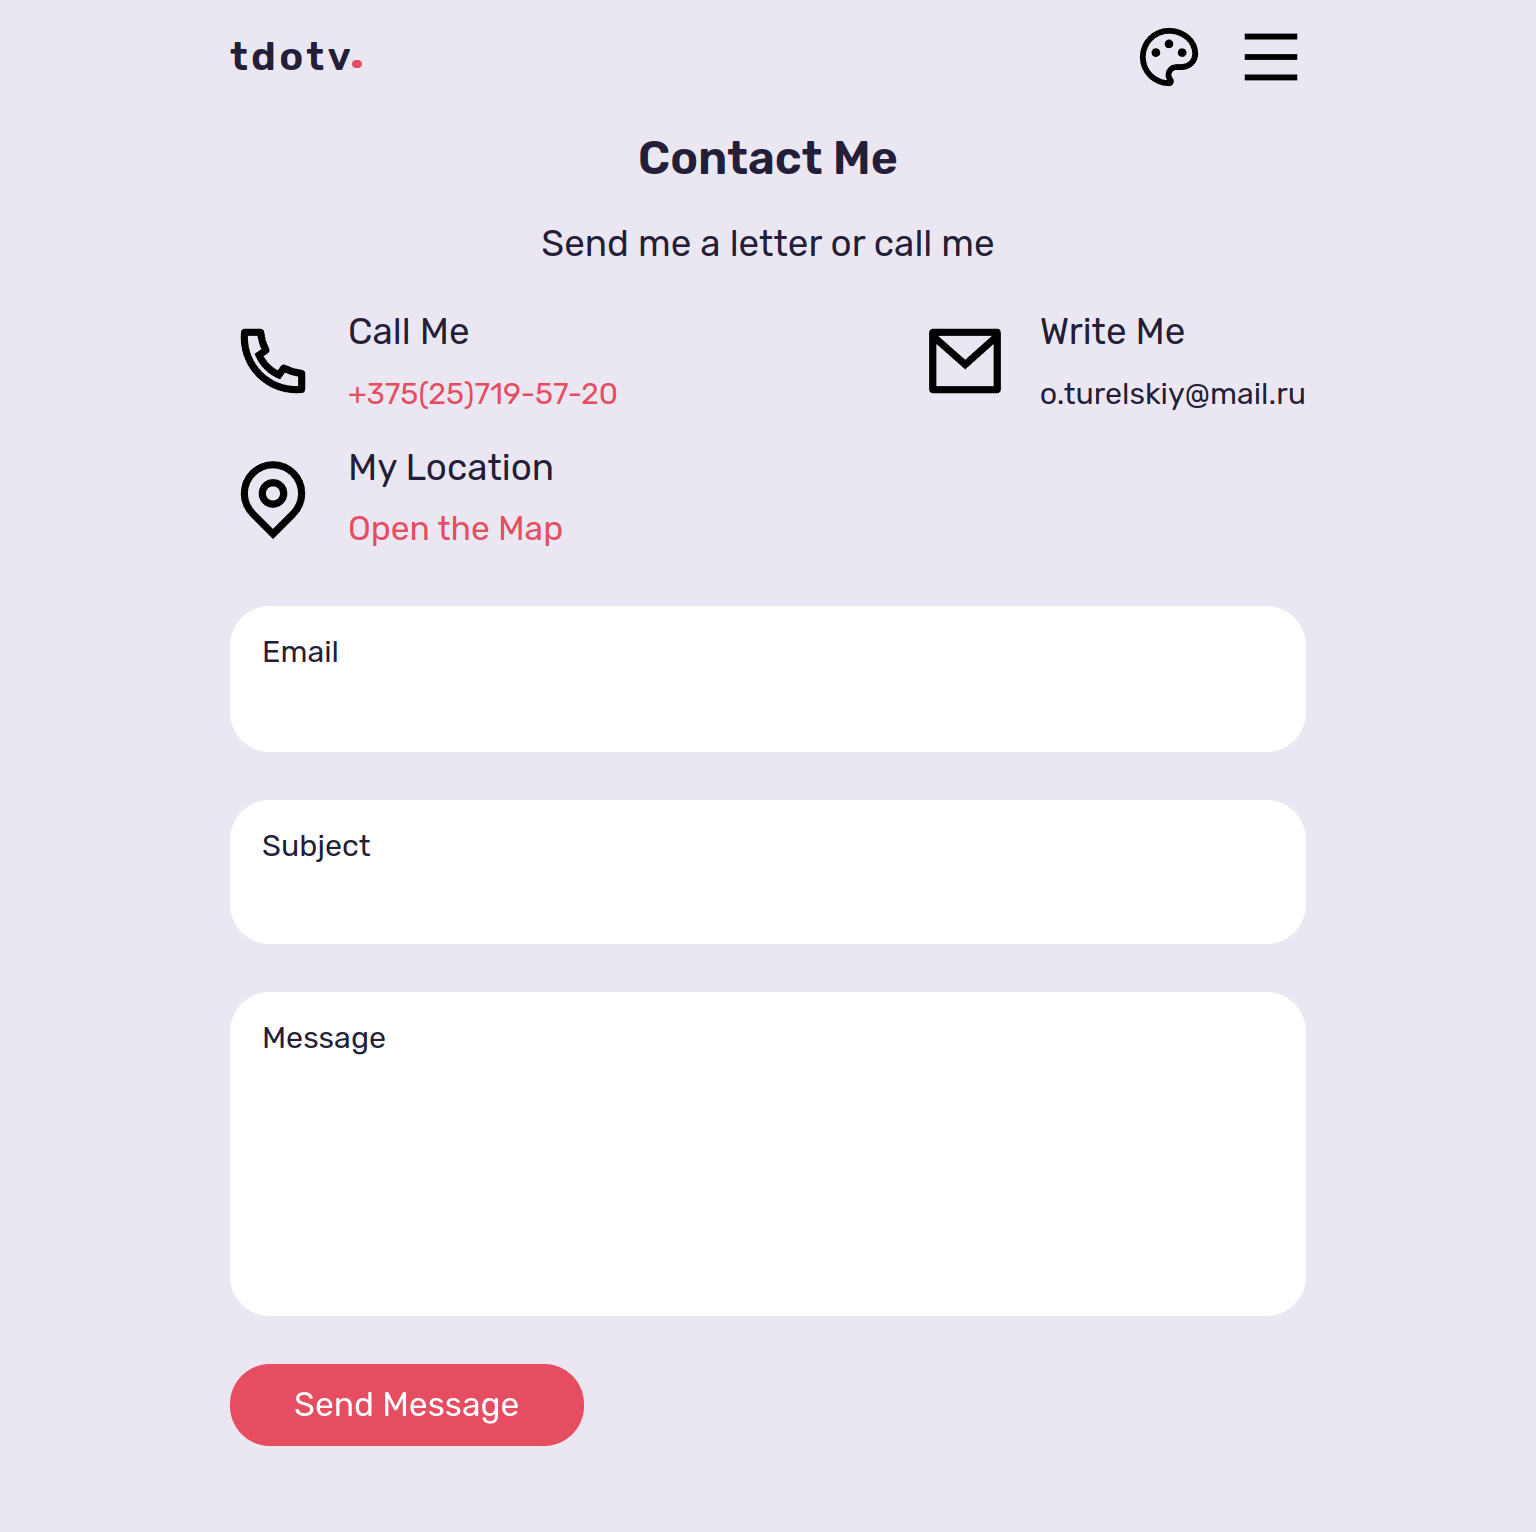 tdotv.
Contact Me
Send me a letter or call me
Call Me
+375(25)719-57-20
Write Me
o.turelskiy@mail.ru
My Location
Open the Map
Email
Subject
Message
Send Message